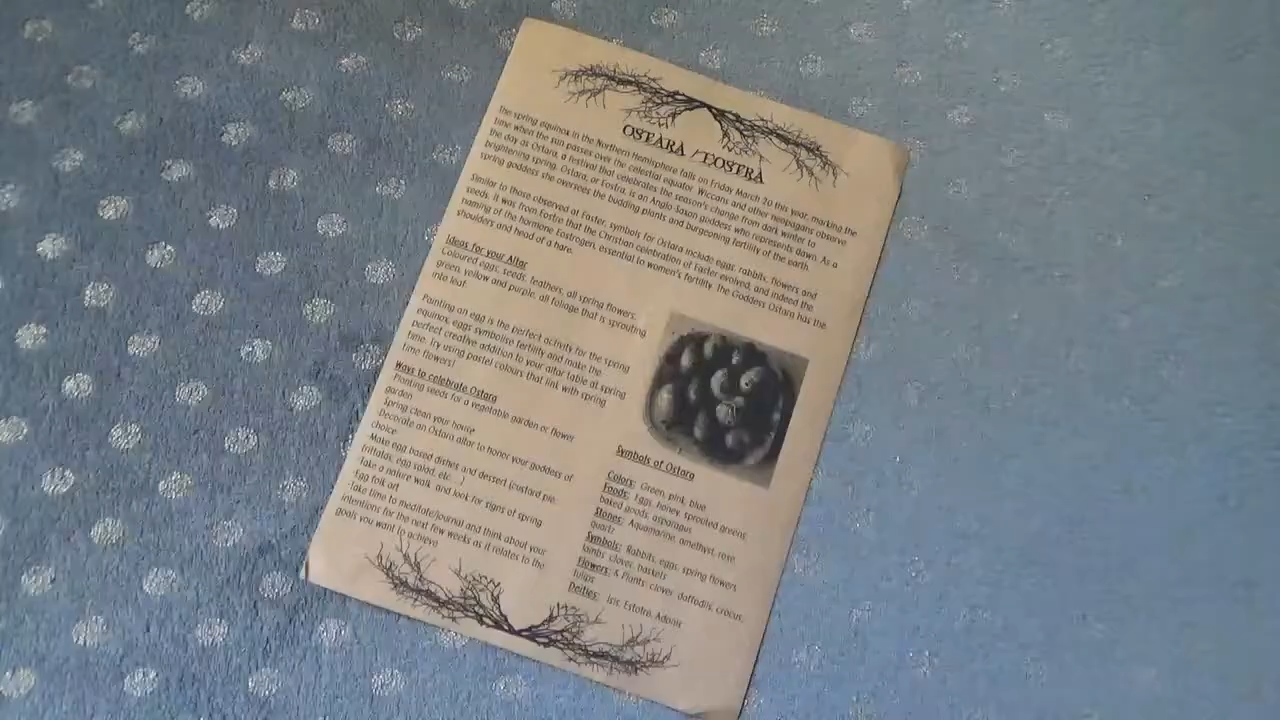 OSTARA / EOSTRA
The spring equinox in the Northern Hemisphere falls on Friday March 20 this year, marking the
time when the sun passes over the celestial equator. Wiccans and other neopagans observe
the day as Ostara, a festival that celebrates the season's change from dark winter to
brightening spring. Ostara, or Eostra, is an Anglo Saxon goddess who represents dawn. As a
spring goddess she oversees the budding plants and burgeoning fertility of the earth.
Similar to those observed at Easter, symbols for Ostara include eggs, rabbits, flowers and
seeds. It was from Eostre that the Christian celebration of Easter evolved, and indeed the
naming of the hormone Eostrogen, essential to women's fertility. The Goddess Ostara has the
shoulders and head of a hare.
Ideas for your Altar
Coloured eggs, seeds, feathers, all spring flowers,
green, yellow and purple, all foliage that is sprouting
into leaf.
Painting an egg is the perfect activity for the spring
equinox, eggs symbolise fertility and make the
perfect creative addition to your altar table at spring
time. Try using pastel colours that link with spring
time flowers!
Ways to celebrate Ostara
Planting seeds for a vegetable garden or flower
garden
Spring clean your house
Decorate an Ostara altar to honor your goddess of
choice
Make egg based dishes and dessert (custard pie,
frittatas, egg salad, etc...)
Take a nature walk and look for signs of spring
Egg folk art
Take time to meditate/journal and think about your
intentions for the next few weeks as it relates to the
goals you want to achieve
Symbols of Ostara
Colors: Green, pink, blue
Foods: Eggs, honey, sprouted greens,
baked goods, asparagus
Stones: Aquamarine, amethyst, rose
quartz
Symbols: Rabbits, eggs, spring flowers,
lambs, clover, baskets
Flowers: & Plants: clover, daffodils, crocus,
tulips
Deities: Isis, Estotre, Adonis